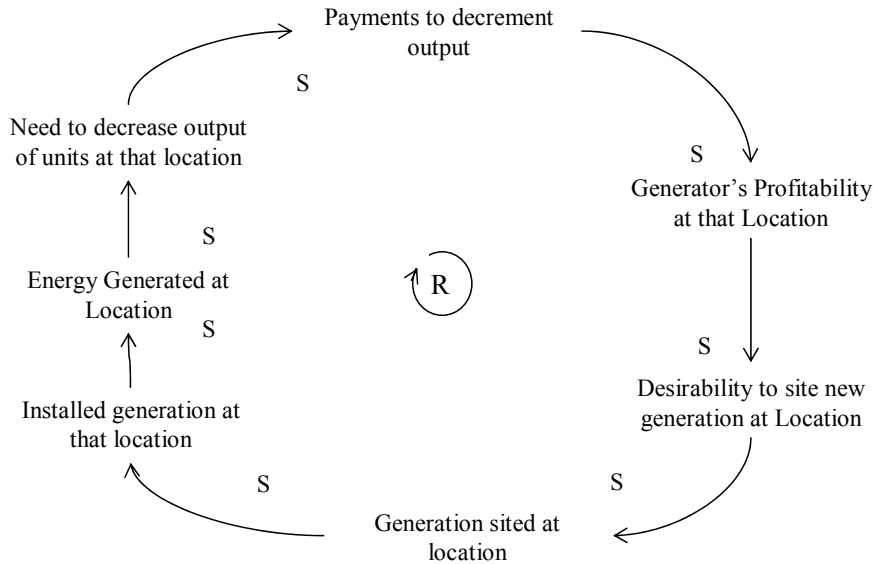 Payments to decrement
output
S
Need to decrease output
of units at that location
S
Generator's Profitability
at that Location
S
Energy Generated at
Location
R
S
S
Desirability to site new
generation at Location
Installed generation at
that location
S
S
Generation sited at
location